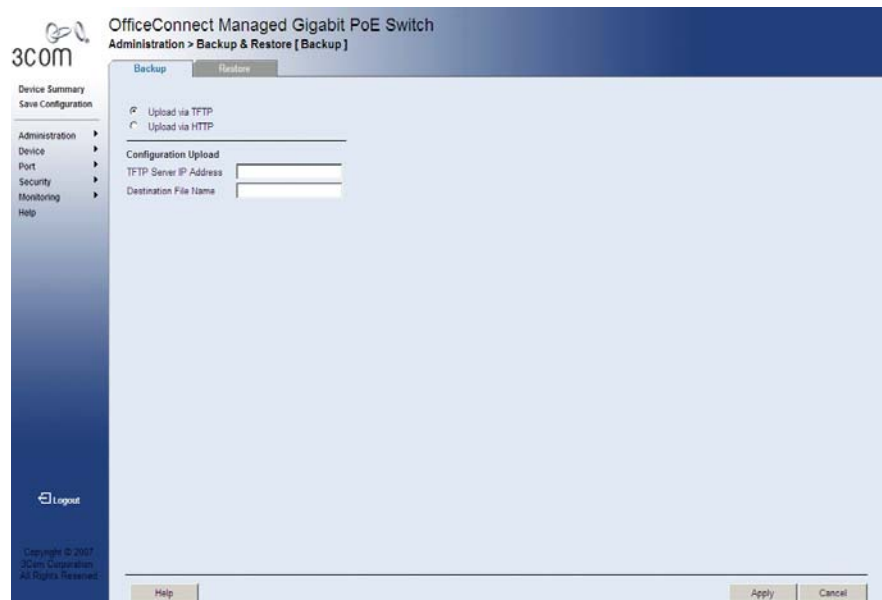 3COM
OfficeConnect Managed Gigabit PoE Switch
Administration > Backup & Restore [ Backup ]
Backup
Restore
Device Summary
Save Configuration
Administration
Device
Port
Security
Monitoring
Help
Upload via TFTP
Upload via HTTP
Configuration Upload
TFTP Server IP Address
Destination File Name
Logout
Copyright © 2007
3Com Corporation
All Rights Reserved
Help
Apply
Cancel